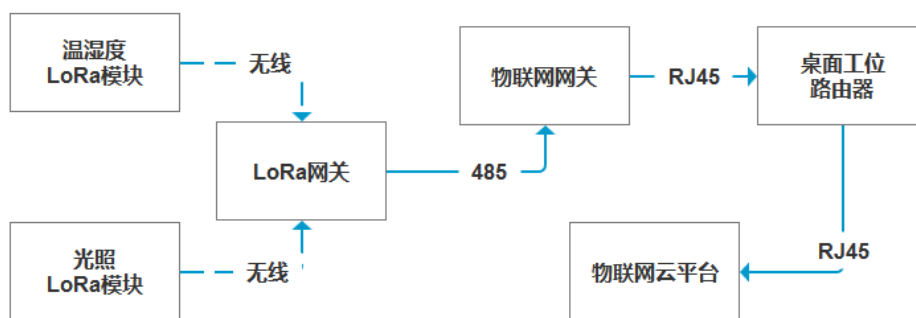 温湿度
LoRa模块
无线
LoRa网关
485
物联网网关
RJ45
桌面工位
路由器
光照
LoRa模块
无线
物联网云平台
RJ45